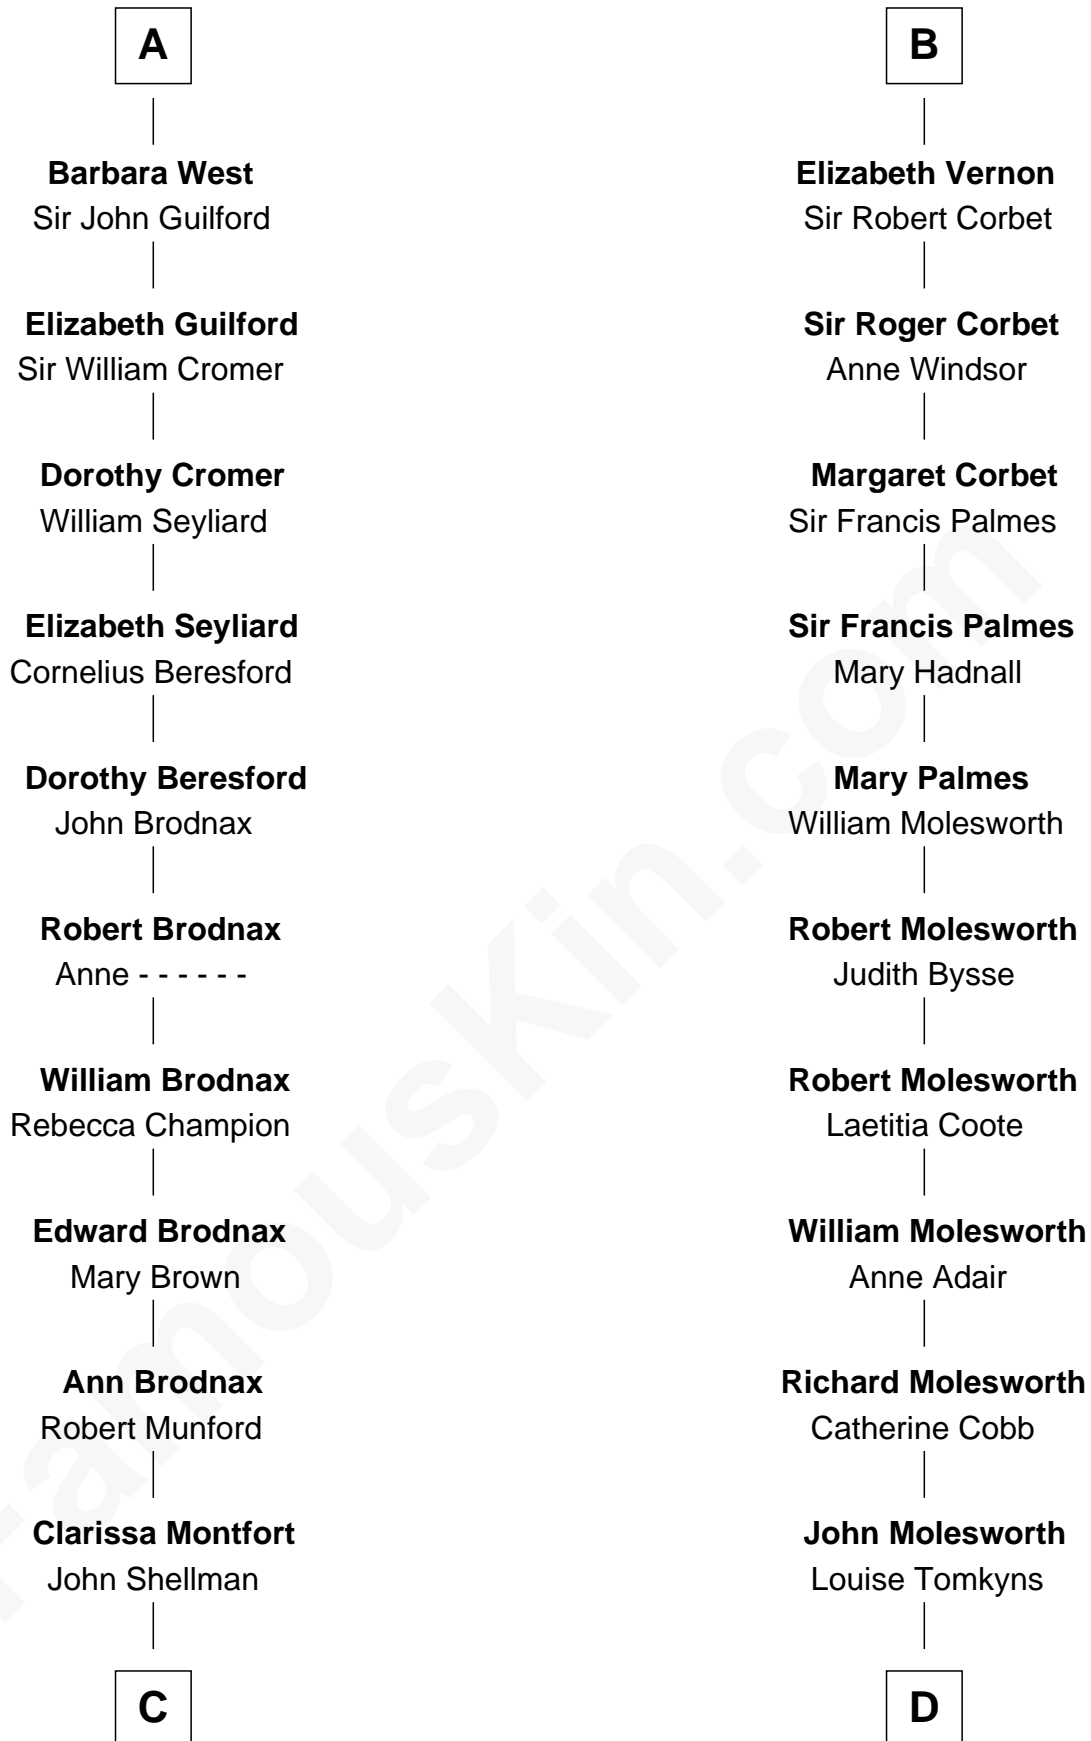 A
Barbara West
Sir John Guilford
Elizabeth Guilford
Sir William Cromer
Dorothy Cromer
William Seyliard
Elizabeth Seyliard
Cornelius Beresford
Dorothy Beresford
John Brodnax
Robert Brodnax
Anne - - - - - -
William Brodnax
Rebecca Champion
Edward Brodnax
Mary Brown
Ann Brodnax
Robert Munford
Clarissa Montfort
John Shellman
C
B
Elizabeth Vernon
Sir Robert Corbet
Sir Roger Corbet
Anne Windsor
Margaret Corbet
Sir Francis Palmes
Sir Francis Palmes
Mary Hadnall
Mary Palmes
William Molesworth
Robert Molesworth
Judith Bysse
Robert Molesworth
Laetitia Coote
William Molesworth
Anne Adair
Richard Molesworth
Catherine Cobb
John Molesworth
Louise Tomkyns
D
FamousKin.com